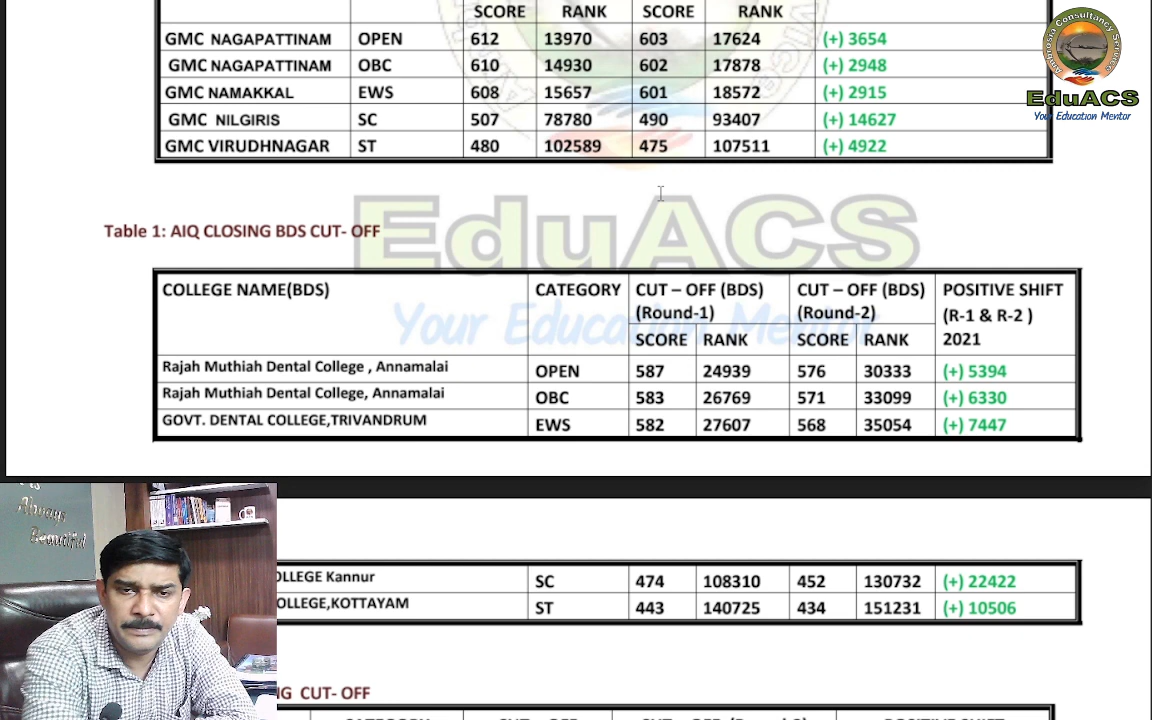 SCORE RANK SCORE RANK
GMC NAGAPATTINAM OPEN 612 13970 603 17624 (+) 3654
GMC NAGAPATTINAM OBC 610 14930 602 17878 (+) 2948
GMC NAMAKKAL EWS 608 15657 601 18572 (+) 2915
GMC NILGIRIS SC 507 78780 490 93407 (+) 14627
GMC VIRUDHNAGAR ST 480 102589 475 107511 (+) 4922
Ambrosia Consultancy Service
EduACS
Your Education Mentor
EduACS
Your Education Mentor
Table 1: AIQ CLOSING BDS CUT- OFF
COLLEGE NAME(BDS) CATEGORY CUT – OFF (BDS) CUT – OFF (BDS) POSITIVE SHIFT
(Round-1) (Round-2) (R-1 & R-2 )
SCORE RANK SCORE RANK 2021
Rajah Muthiah Dental College , Annamalai OPEN 587 24939 576 30333 (+) 5394
Rajah Muthiah Dental College, Annamalai OBC 583 26769 571 33099 (+) 6330
GOVT. DENTAL COLLEGE,TRIVANDRUM EWS 582 27607 568 35054 (+) 7447
Always
Beautiful
OLLEGE Kannur SC 474 108310 452 130732 (+) 22422
OLLEGE,KOTTAYAM ST 443 140725 434 151231 (+) 10506
G CUT- OFF